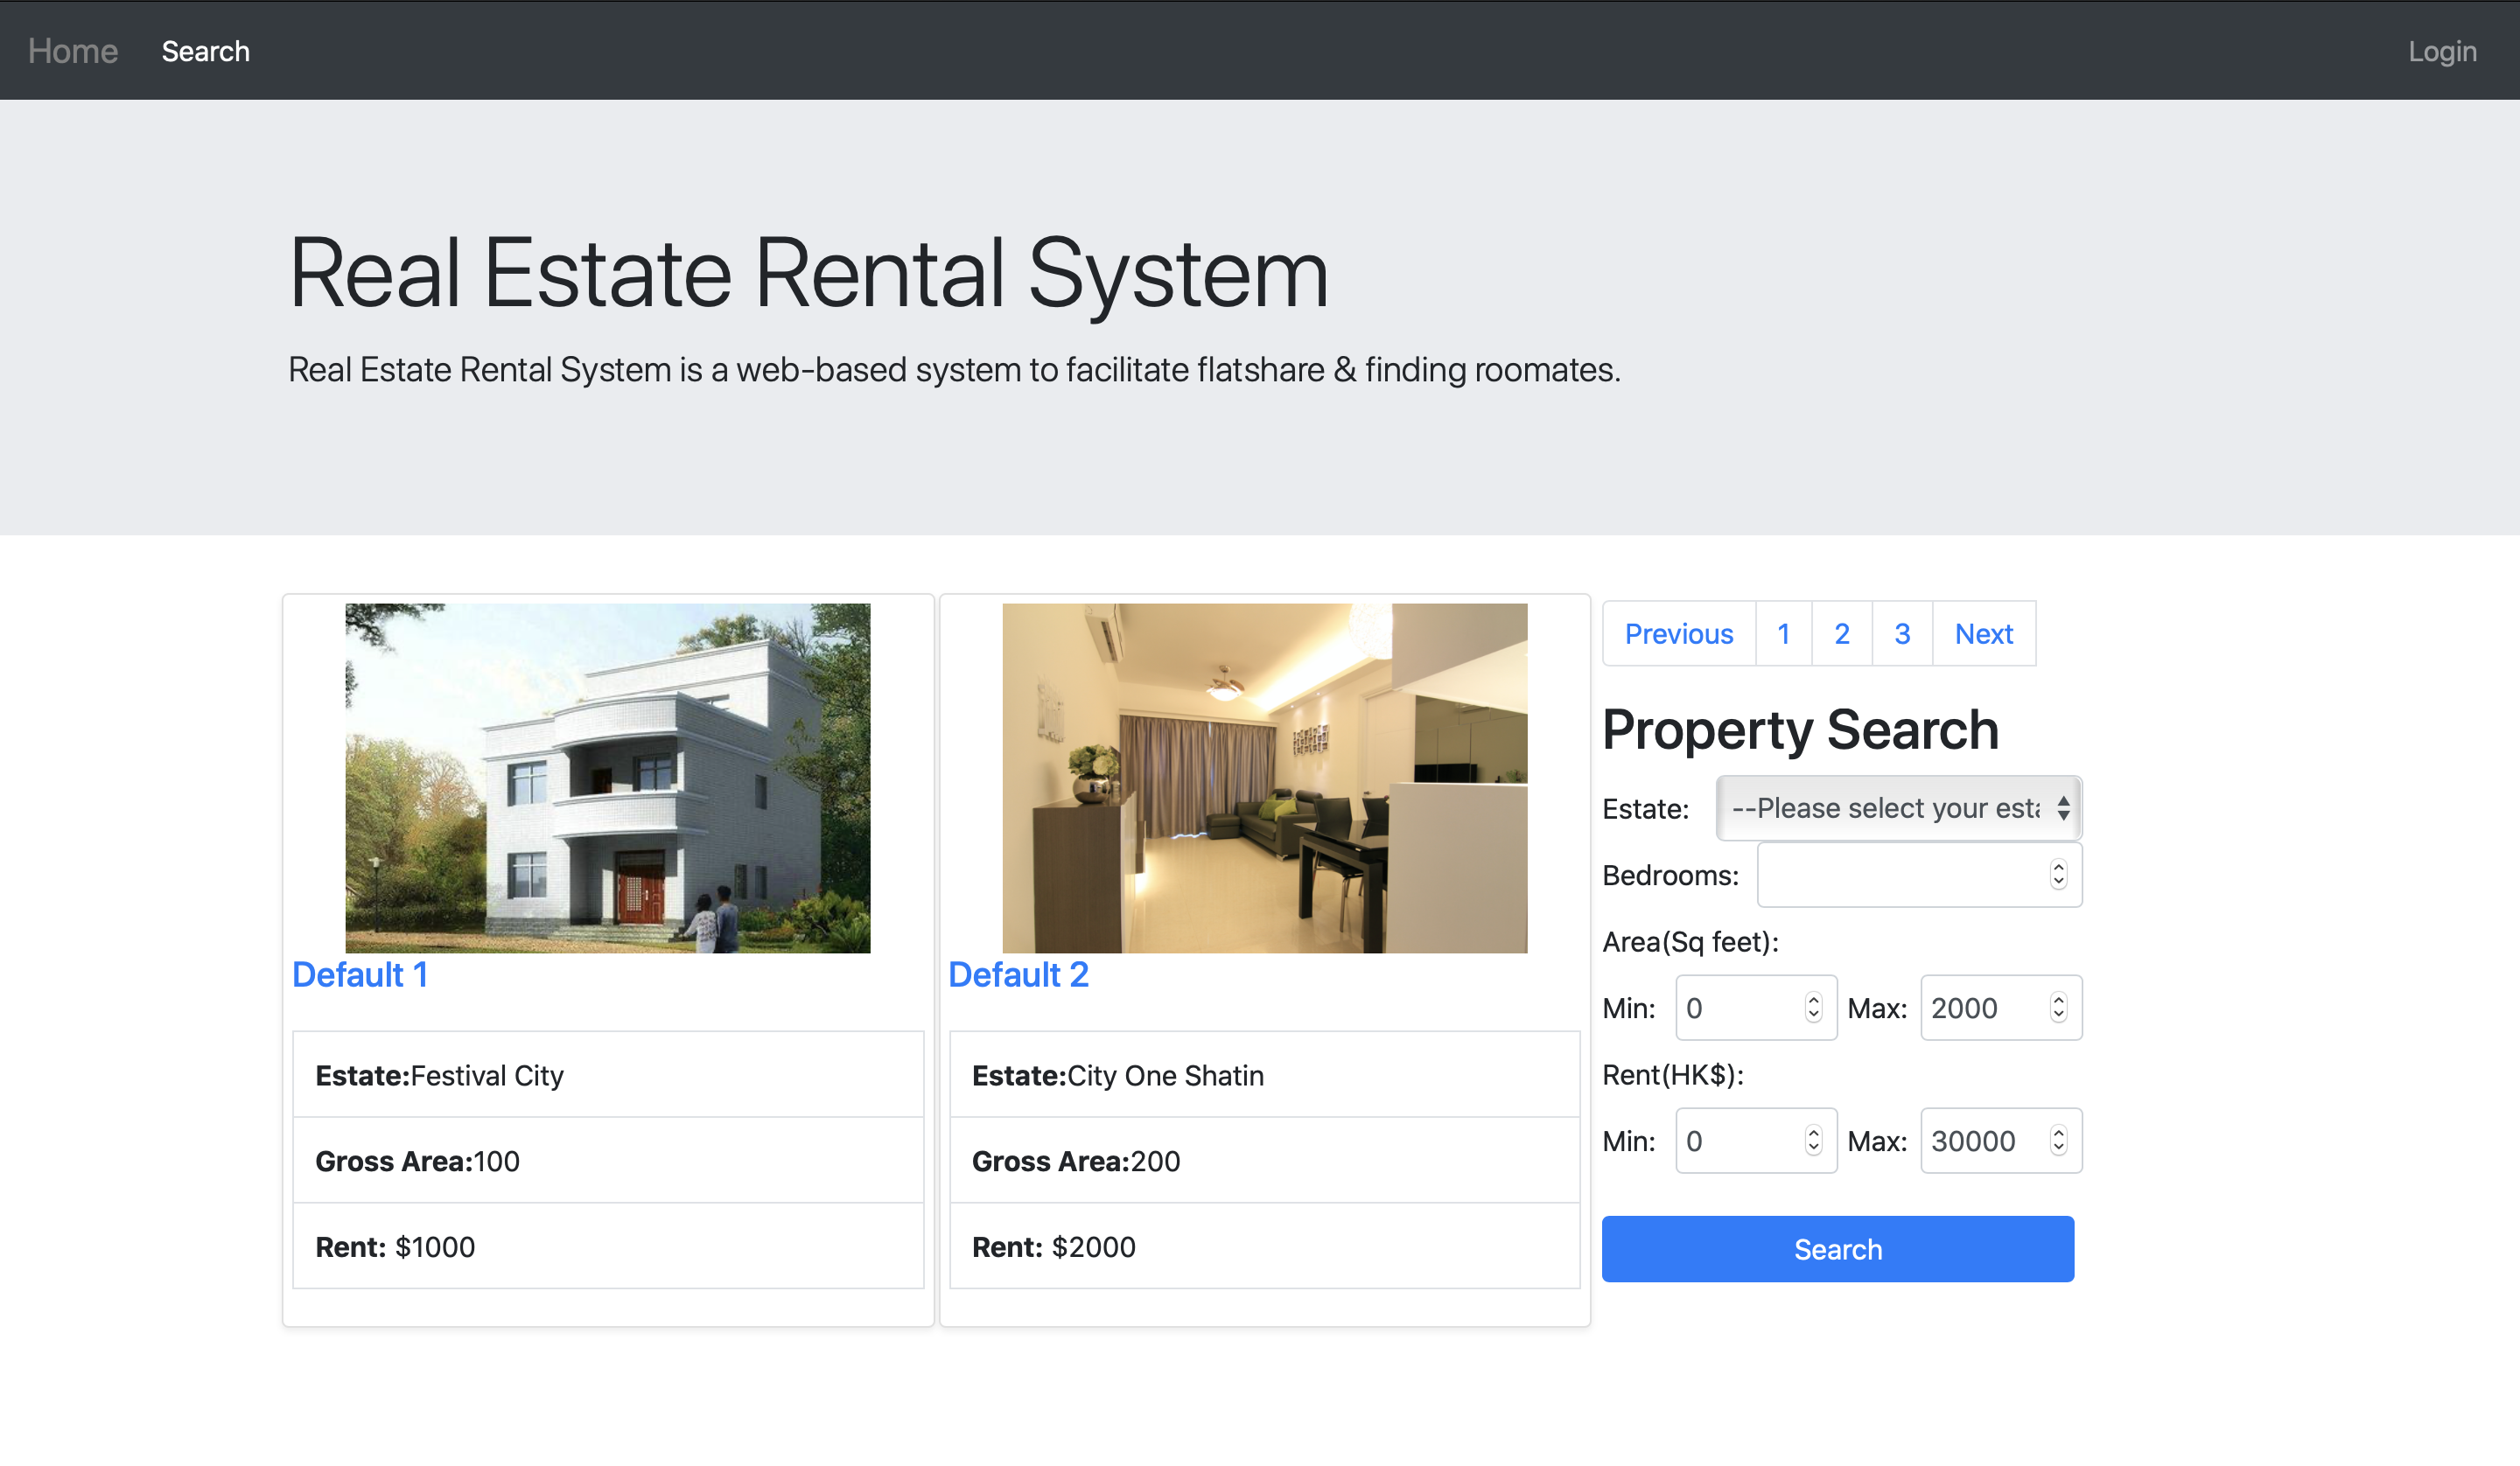 Home Search Login
Real Estate Rental System
Real Estate Rental System is a web-based system to facilitate flatshare & finding roomates.
Default 1
Estate:Festival City
Gross Area:100
Rent: $1000
Default 2
Estate:City One Shatin
Gross Area:200
Rent: $2000
Previous 1 2 3 Next
Property Search
Estate: --Please select your esta
Bedrooms:
Area(Sq feet):
Min: 0 Max: 2000
Rent(HK$):
Min: 0 Max: 30000
Search